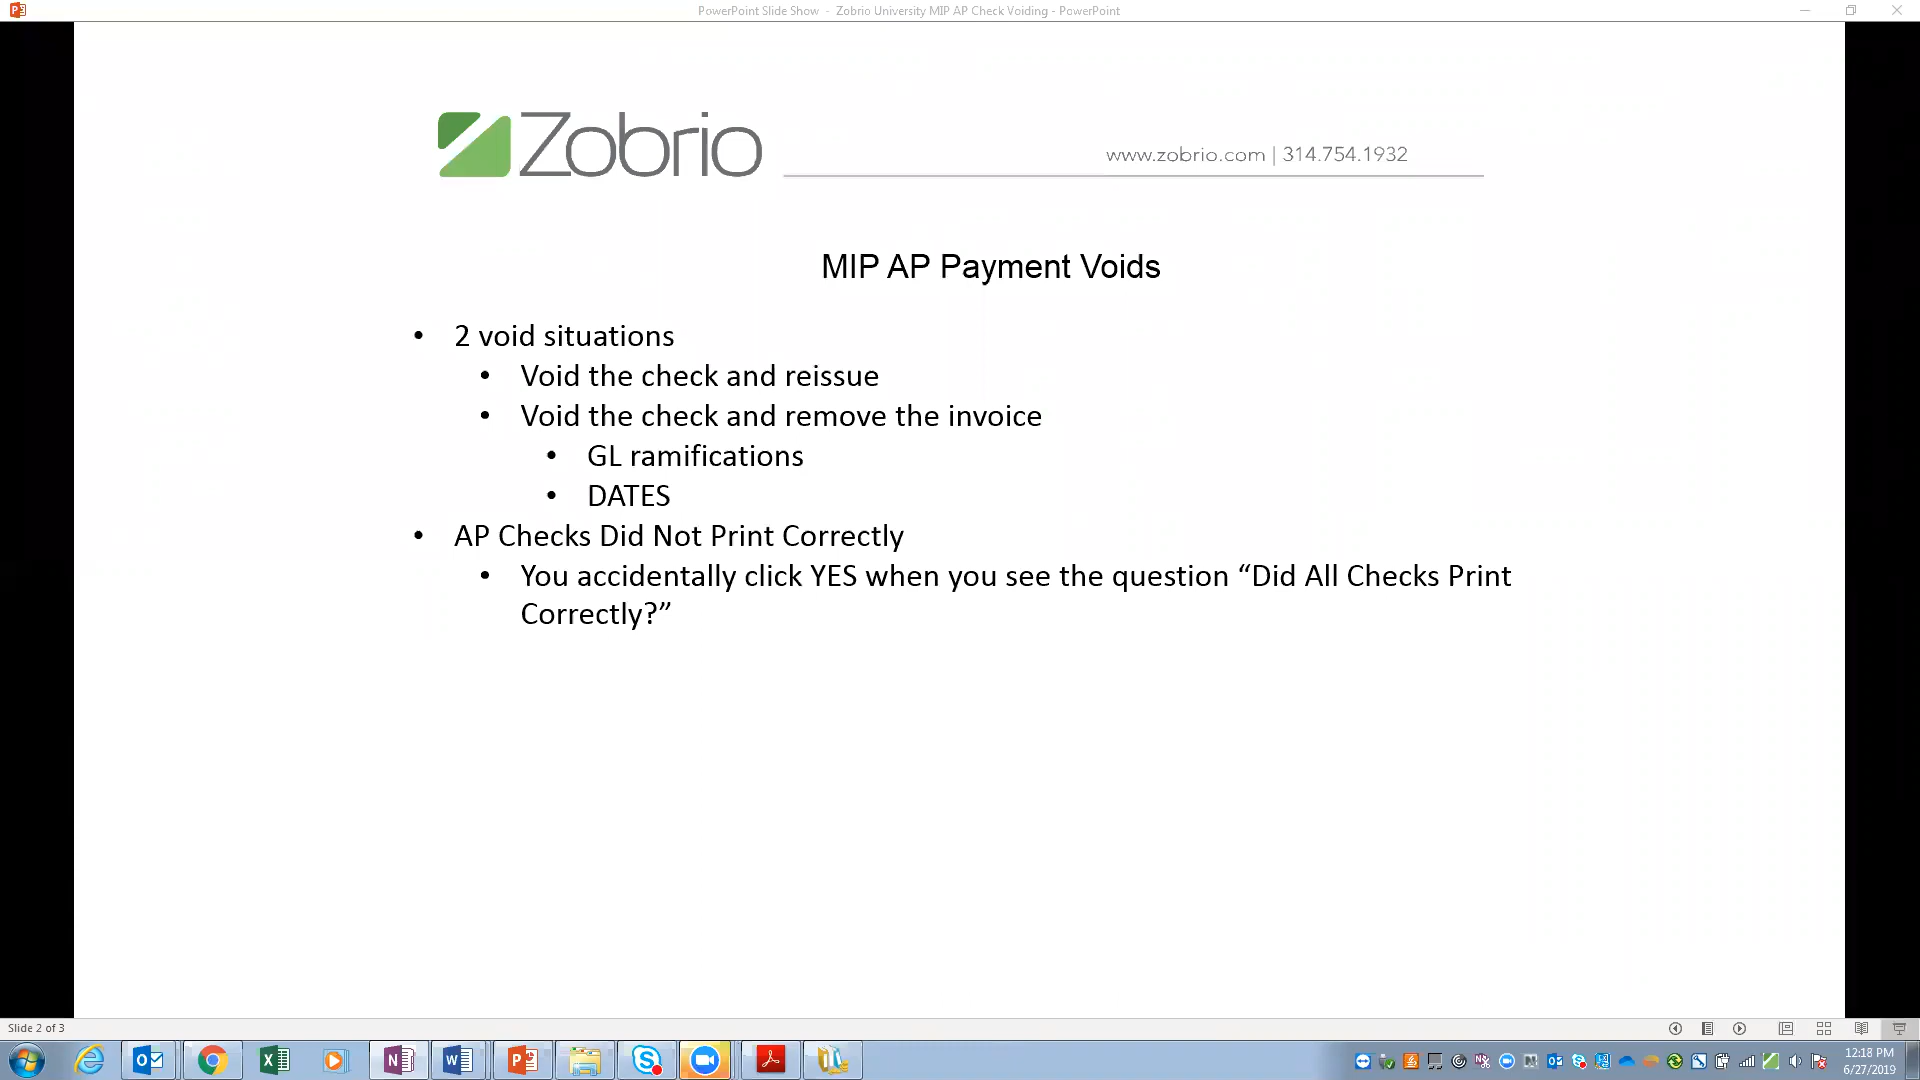 PowerPoint Slide Show - Zobrio University MIP AP Check Voiding - PowerPoint
Zobrio
www.zobrio.com | 314.754.1932
MIP AP Payment Voids
• 2 void situations
• Void the check and reissue
• Void the check and remove the invoice
• GL ramifications
• DATES
• AP Checks Did Not Print Correctly
• You accidentally click YES when you see the question “Did All Checks Print
Correctly?”
Slide 2 of 3
12:18 PM
6/27/2019